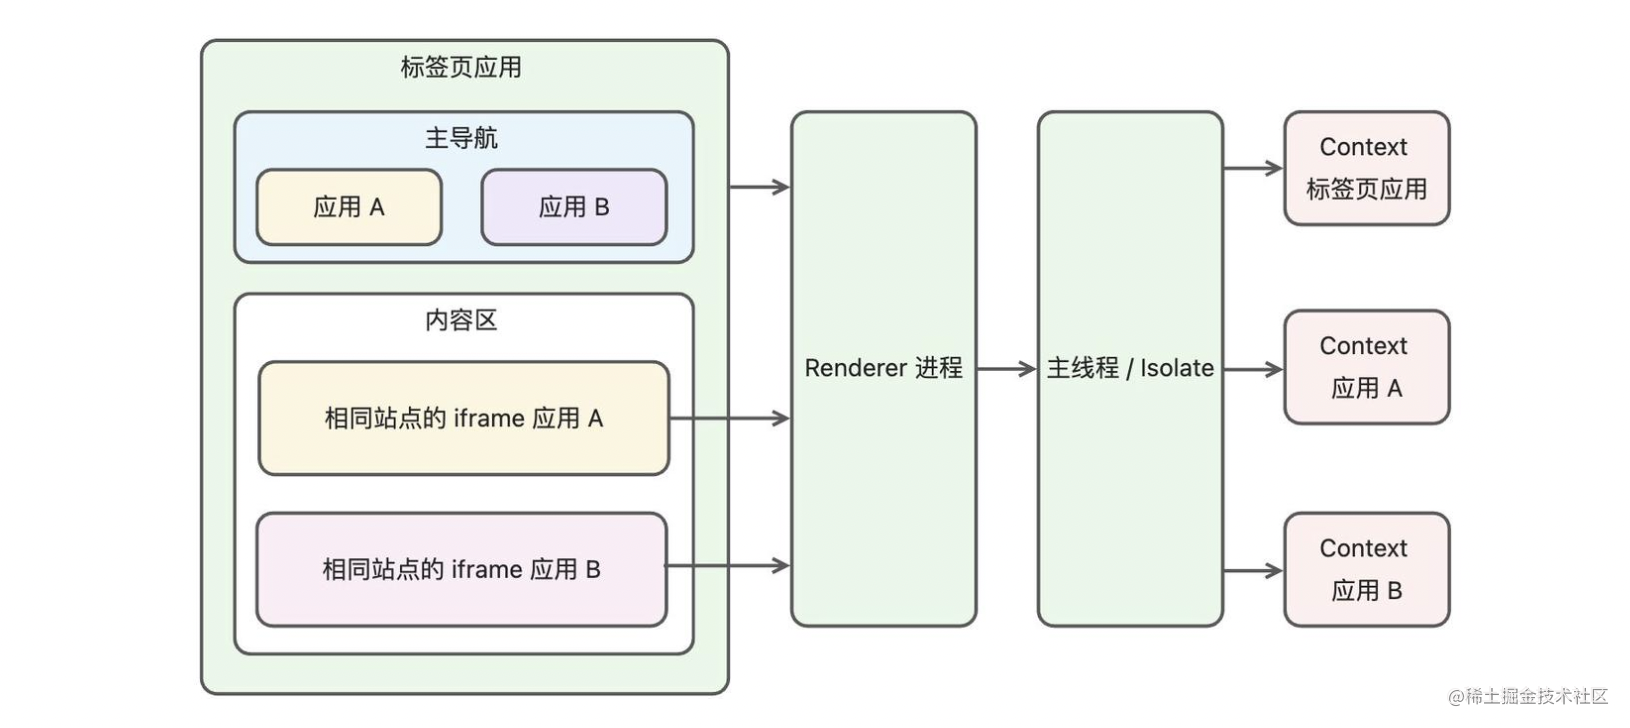 标签页应用
主导航
应用 A
应用 B
内容区
相同站点的 iframe 应用 A
相同站点的 iframe 应用 B
Renderer 进程
主线程 / Isolate
Context
标签页应用
Context
应用 A
Context
应用 B
@稀土掘金技术社区